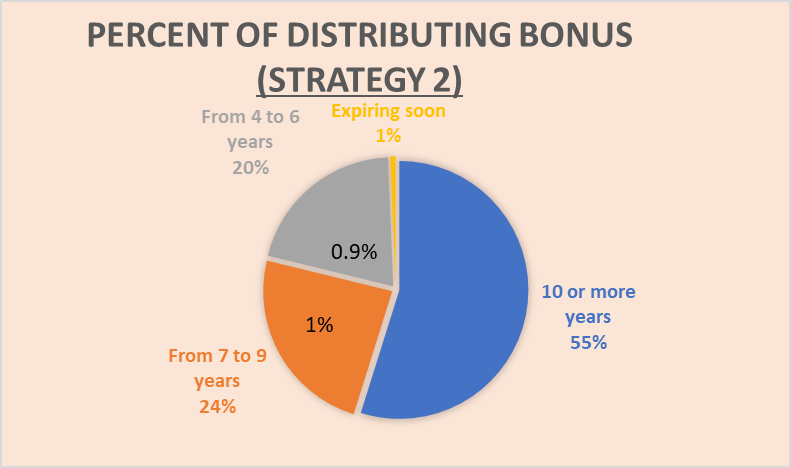 PERCENT OF DISTRIBUTING BONUS
(STRATEGY 2)
Expiring soon
1%
From 4 to 6
years
20%
0.9%
10 or more
years
55%
1%
From 7 to 9
years
24%